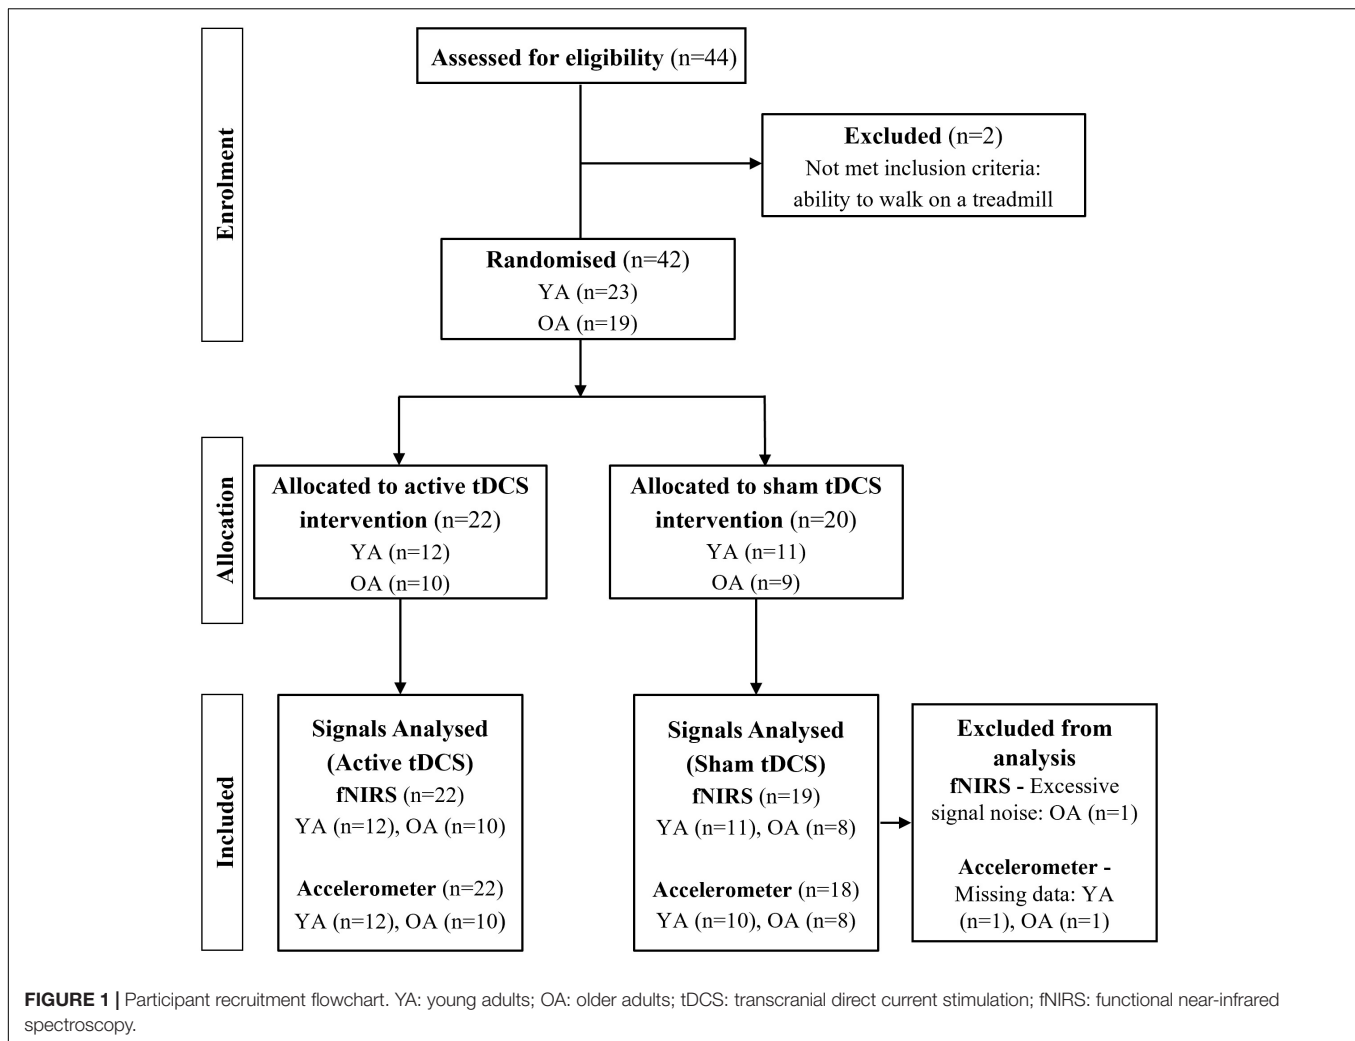 Enrolment
Assessed for eligibility (n=44)
Excluded (n=2)
Not met inclusion criteria:
ability to walk on a treadmill
Randomised (n=42)
YA (n=23)
OA (n=19)
Allocation
Allocated to active tDCS
intervention (n=22)
YA (n=12)
OA (n=10)
Allocated to sham tDCS
intervention (n=20)
YA (n=11)
OA (n=9)
Included
Signals Analysed
(Active tDCS)
fNIRS (n=22)
YA (n=12), OA (n=10)
Accelerometer (n=22)
YA (n=12), OA (n=10)
Signals Analysed
(Sham tDCS)
fNIRS (n=19)
YA (n=11), OA (n=8)
Accelerometer (n=18)
YA (n=10), OA (n=8)
Excluded from
analysis
fNIRS - Excessive
signal noise: OA (n=1)
Accelerometer -
Missing data: YA
(n=1), OA (n=1)
FIGURE 1 | Participant recruitment flowchart. YA: young adults; OA: older adults; tDCS: transcranial direct current stimulation; fNIRS: functional near-infrared
spectroscopy.